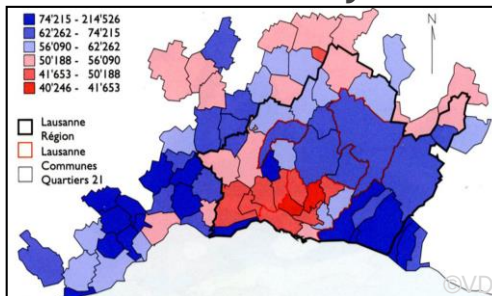 74'215 - 214'526
62'262 - 74'215
56'090 - 62'262
50'188 - 56'090
41'653 - 50'188
40'246 - 41'653
Lausanne
Région
Lausanne
Communes
Quartiers 21
N
©VD